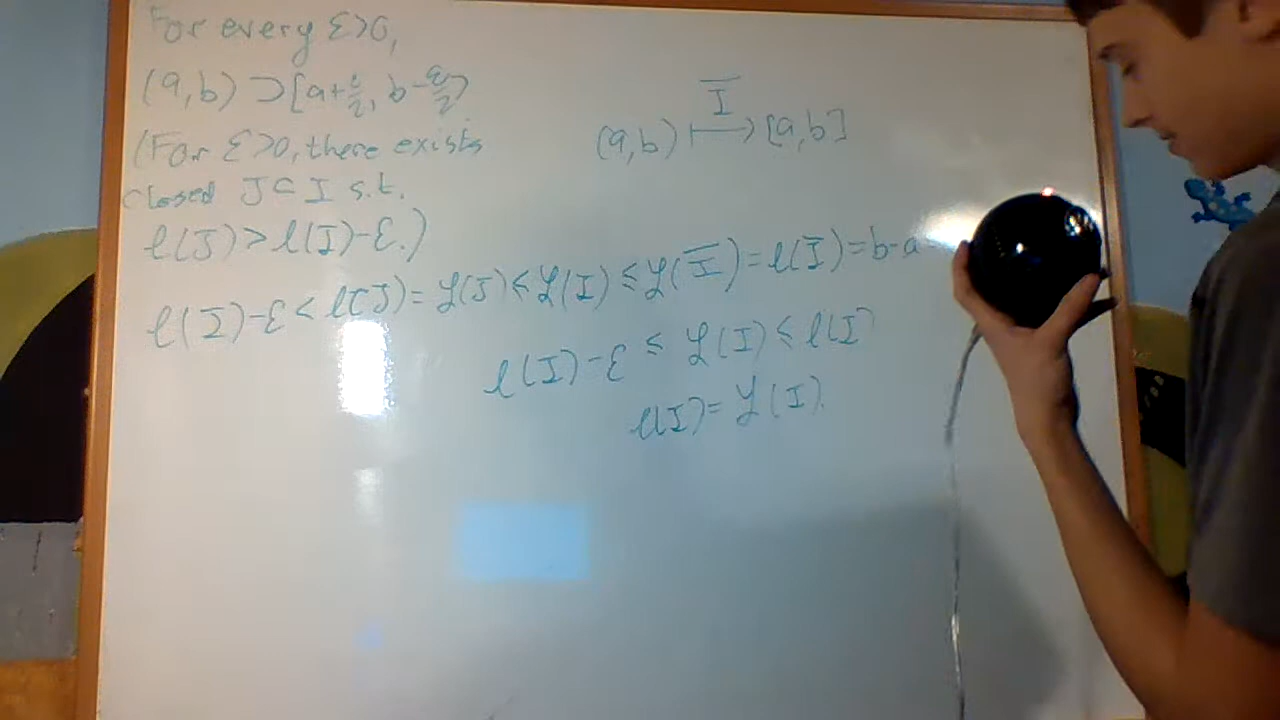 For every ε>0,
(a,b) ⊃ [a+ε/2, b-ε/2]
(For ε>0, there exists
closed J⊂I s.t.
l(J)>l(I)-ε.)
Ī
(a,b) ↦ [a,b]
l(I)-ε<l(J)=𝓛(J)≤𝓛(I)≤𝓛(Ī)=l(Ī)=b-a
l(I)-ε≤𝓛(I)≤l(I)
l(I)=𝓛(I).